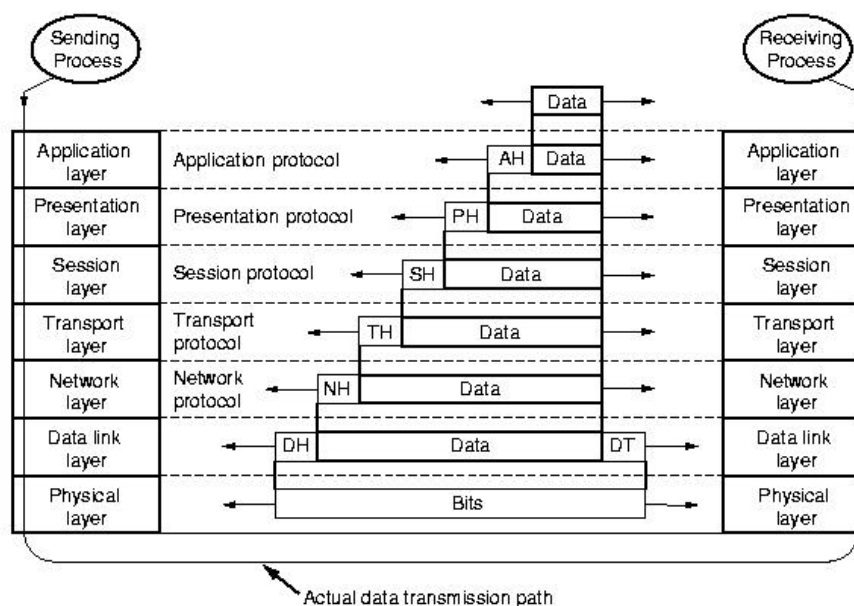 Sending
Process
Receiving
Process
Data
Application
layer
Application protocol
AH
Data
Application
layer
Presentation
layer
Presentation protocol
PH
Data
Presentation
layer
Session
layer
Session protocol
SH
Data
Session
layer
Transport
layer
Transport
protocol
TH
Data
Transport
layer
Network
layer
Network
protocol
NH
Data
Network
layer
Data link
layer
DH
Data
DT
Data link
layer
Physical
layer
Bits
Physical
layer
Actual data transmission path